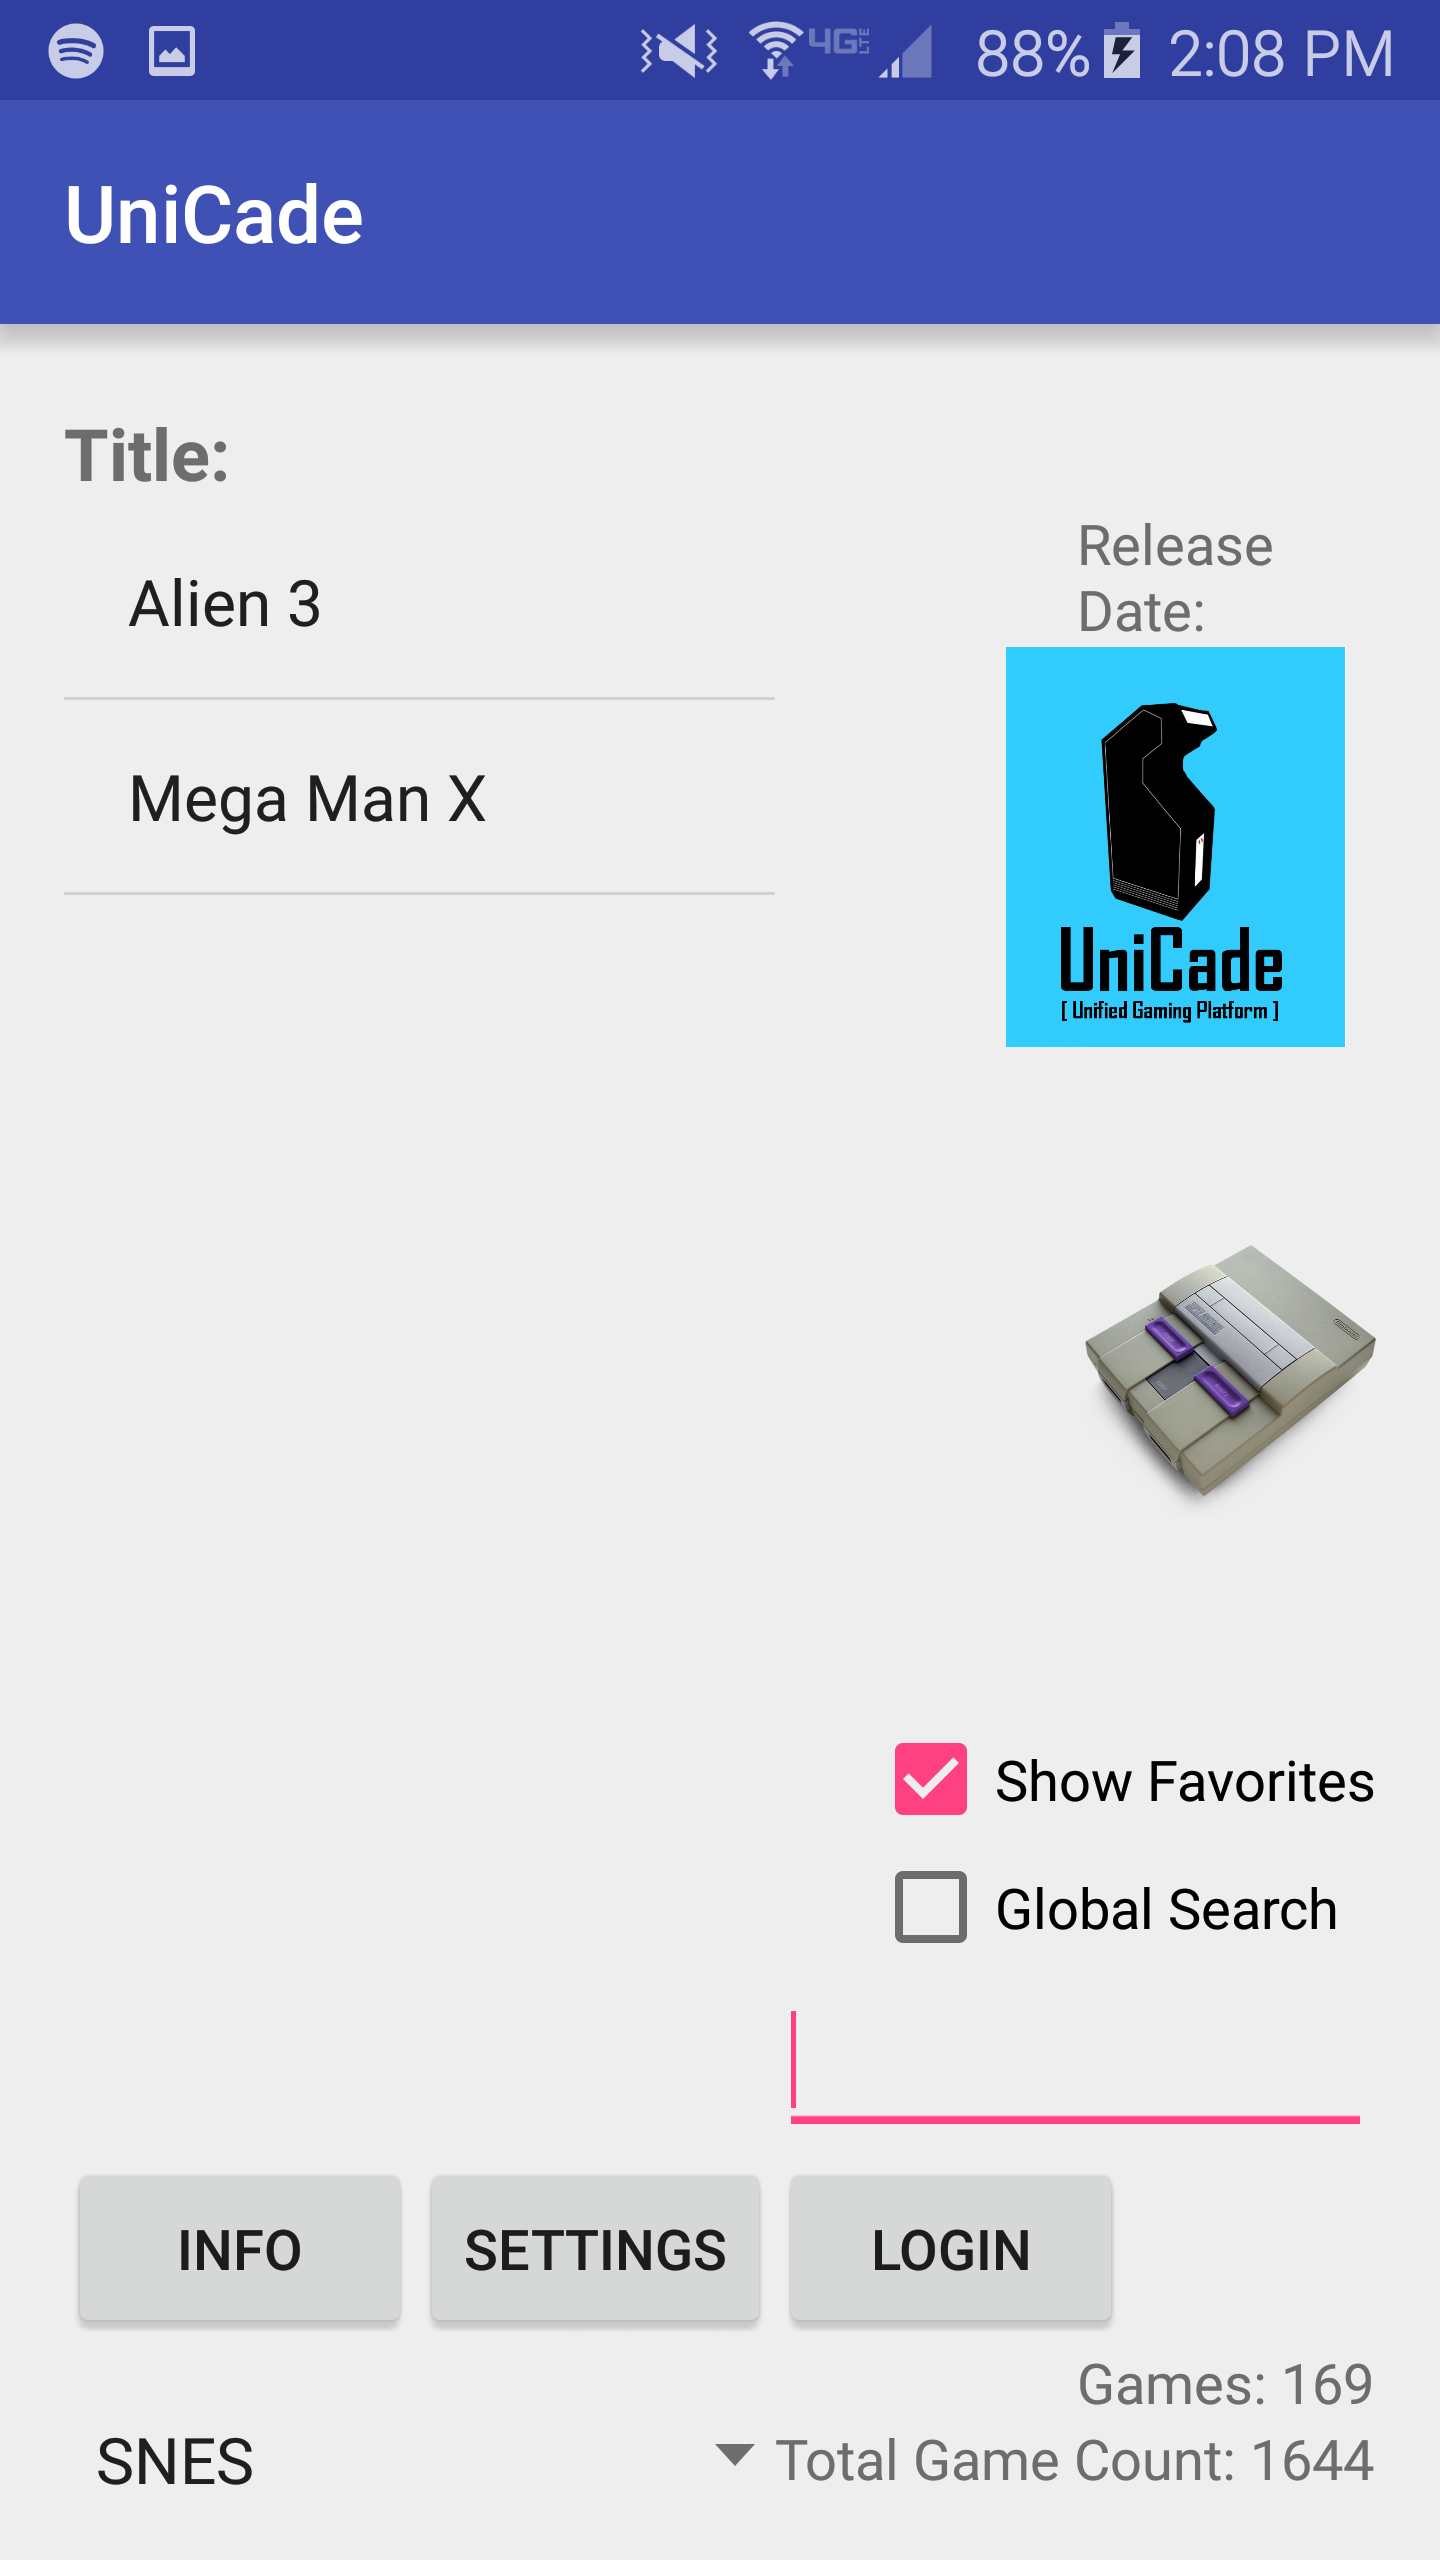 88% 2:08 PM
4G LTE
UniCade
Title:
Release
Date:
Alien 3
Mega Man X
UniCade
[ Unified Gaming Platform ]
Show Favorites
Global Search
INFO
SETTINGS
LOGIN
Games: 169
SNES
Total Game Count: 1644